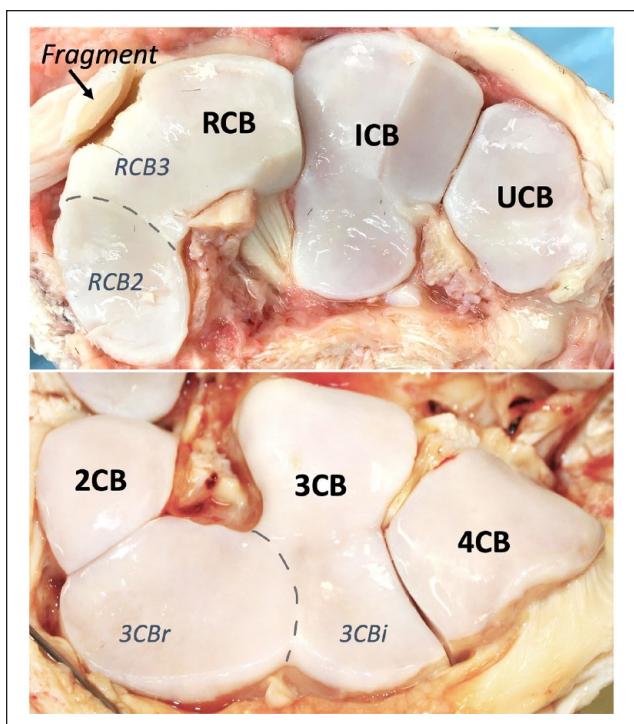 Fragment
RCB
ICB
RCB3
UCB
RCB2
2CB
3CB
4CB
3CBr
3CBi